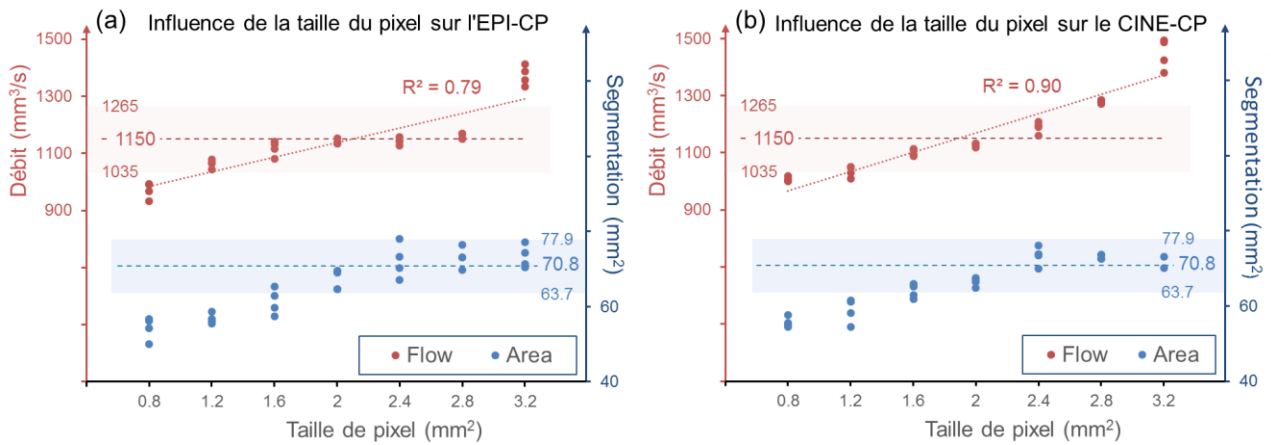 (a) Influence de la taille du pixel sur l'EPI-CP
Débit (mm³/s)
1500
1300
1100
900
1265
1150
1035
R² = 0.79
77.9
70.8
63.7
60
40
Segmentation (mm²)
Flow
Area
0.8 1.2 1.6 2 2.4 2.8 3.2
Taille de pixel (mm²)
(b) Influence de la taille du pixel sur le CINE-CP
Débit (mm³/s)
1500
1300
1100
900
1265
1150
1035
R² = 0.90
77.9
70.8
63.7
60
40
Segmentation (mm²)
Flow
Area
0.8 1.2 1.6 2 2.4 2.8 3.2
Taille de pixel (mm²)